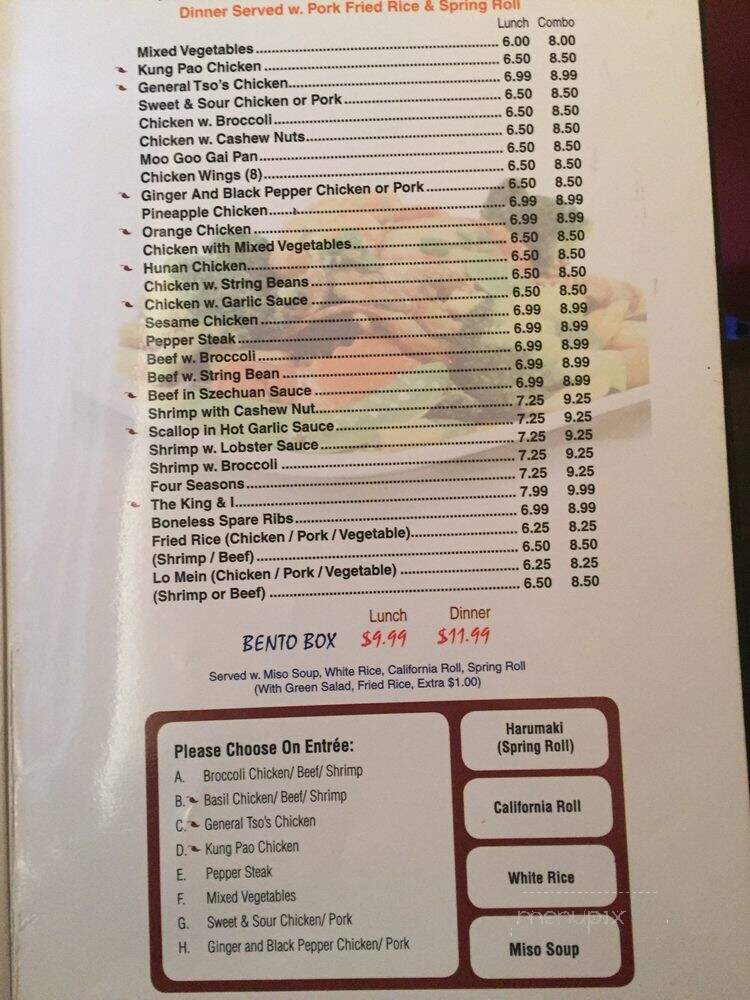 Dinner Served w. Pork Fried Rice & Spring Roll
Lunch Combo
Mixed Vegetables 6.00 8.00
Kung Pao Chicken 6.50 8.50
General Tso's Chicken 6.99 8.99
Sweet & Sour Chicken or Pork 6.50 8.50
Chicken w. Broccoli 6.50 8.50
Chicken w. Cashew Nuts 6.50 8.50
Moo Goo Gai Pan 6.50 8.50
Chicken Wings (8) 6.50 8.50
Ginger And Black Pepper Chicken or Pork 6.50 8.50
Pineapple Chicken 6.99 8.99
Orange Chicken 6.99 8.99
Chicken with Mixed Vegetables 6.50 8.50
Hunan Chicken 6.50 8.50
Chicken w. String Beans 6.50 8.50
Chicken w. Garlic Sauce 6.50 8.50
Sesame Chicken 6.99 8.99
Pepper Steak 6.99 8.99
Beef w. Broccoli 6.99 8.99
Beef w. String Bean 6.99 8.99
Beef in Szechuan Sauce 6.99 8.99
Shrimp with Cashew Nut 7.25 9.25
Scallop in Hot Garlic Sauce 7.25 9.25
Shrimp w. Lobster Sauce 7.25 9.25
Shrimp w. Broccoli 7.25 9.25
Four Seasons 7.25 9.25
The King & I 7.99 9.99
Boneless Spare Ribs 6.99 8.99
Fried Rice (Chicken / Pork / Vegetable) 6.25 8.25
(Shrimp / Beef) 6.50 8.50
Lo Mein (Chicken / Pork / Vegetable) 6.25 8.25
(Shrimp or Beef) 6.50 8.50
Lunch Dinner
BENTO BOX $9.99 $11.99
Served w. Miso Soup, White Rice, California Roll, Spring Roll
(With Green Salad, Fried Rice, Extra $1.00)
Please Choose On Entrée:
A. Broccoli Chicken/ Beef/ Shrimp
B. Basil Chicken/ Beef/ Shrimp
C. General Tso's Chicken
D. Kung Pao Chicken
E. Pepper Steak
F. Mixed Vegetables
G. Sweet & Sour Chicken/ Pork
H. Ginger and Black Pepper Chicken/ Pork
Harumaki
(Spring Roll)
California Roll
White Rice
menupix
Miso Soup